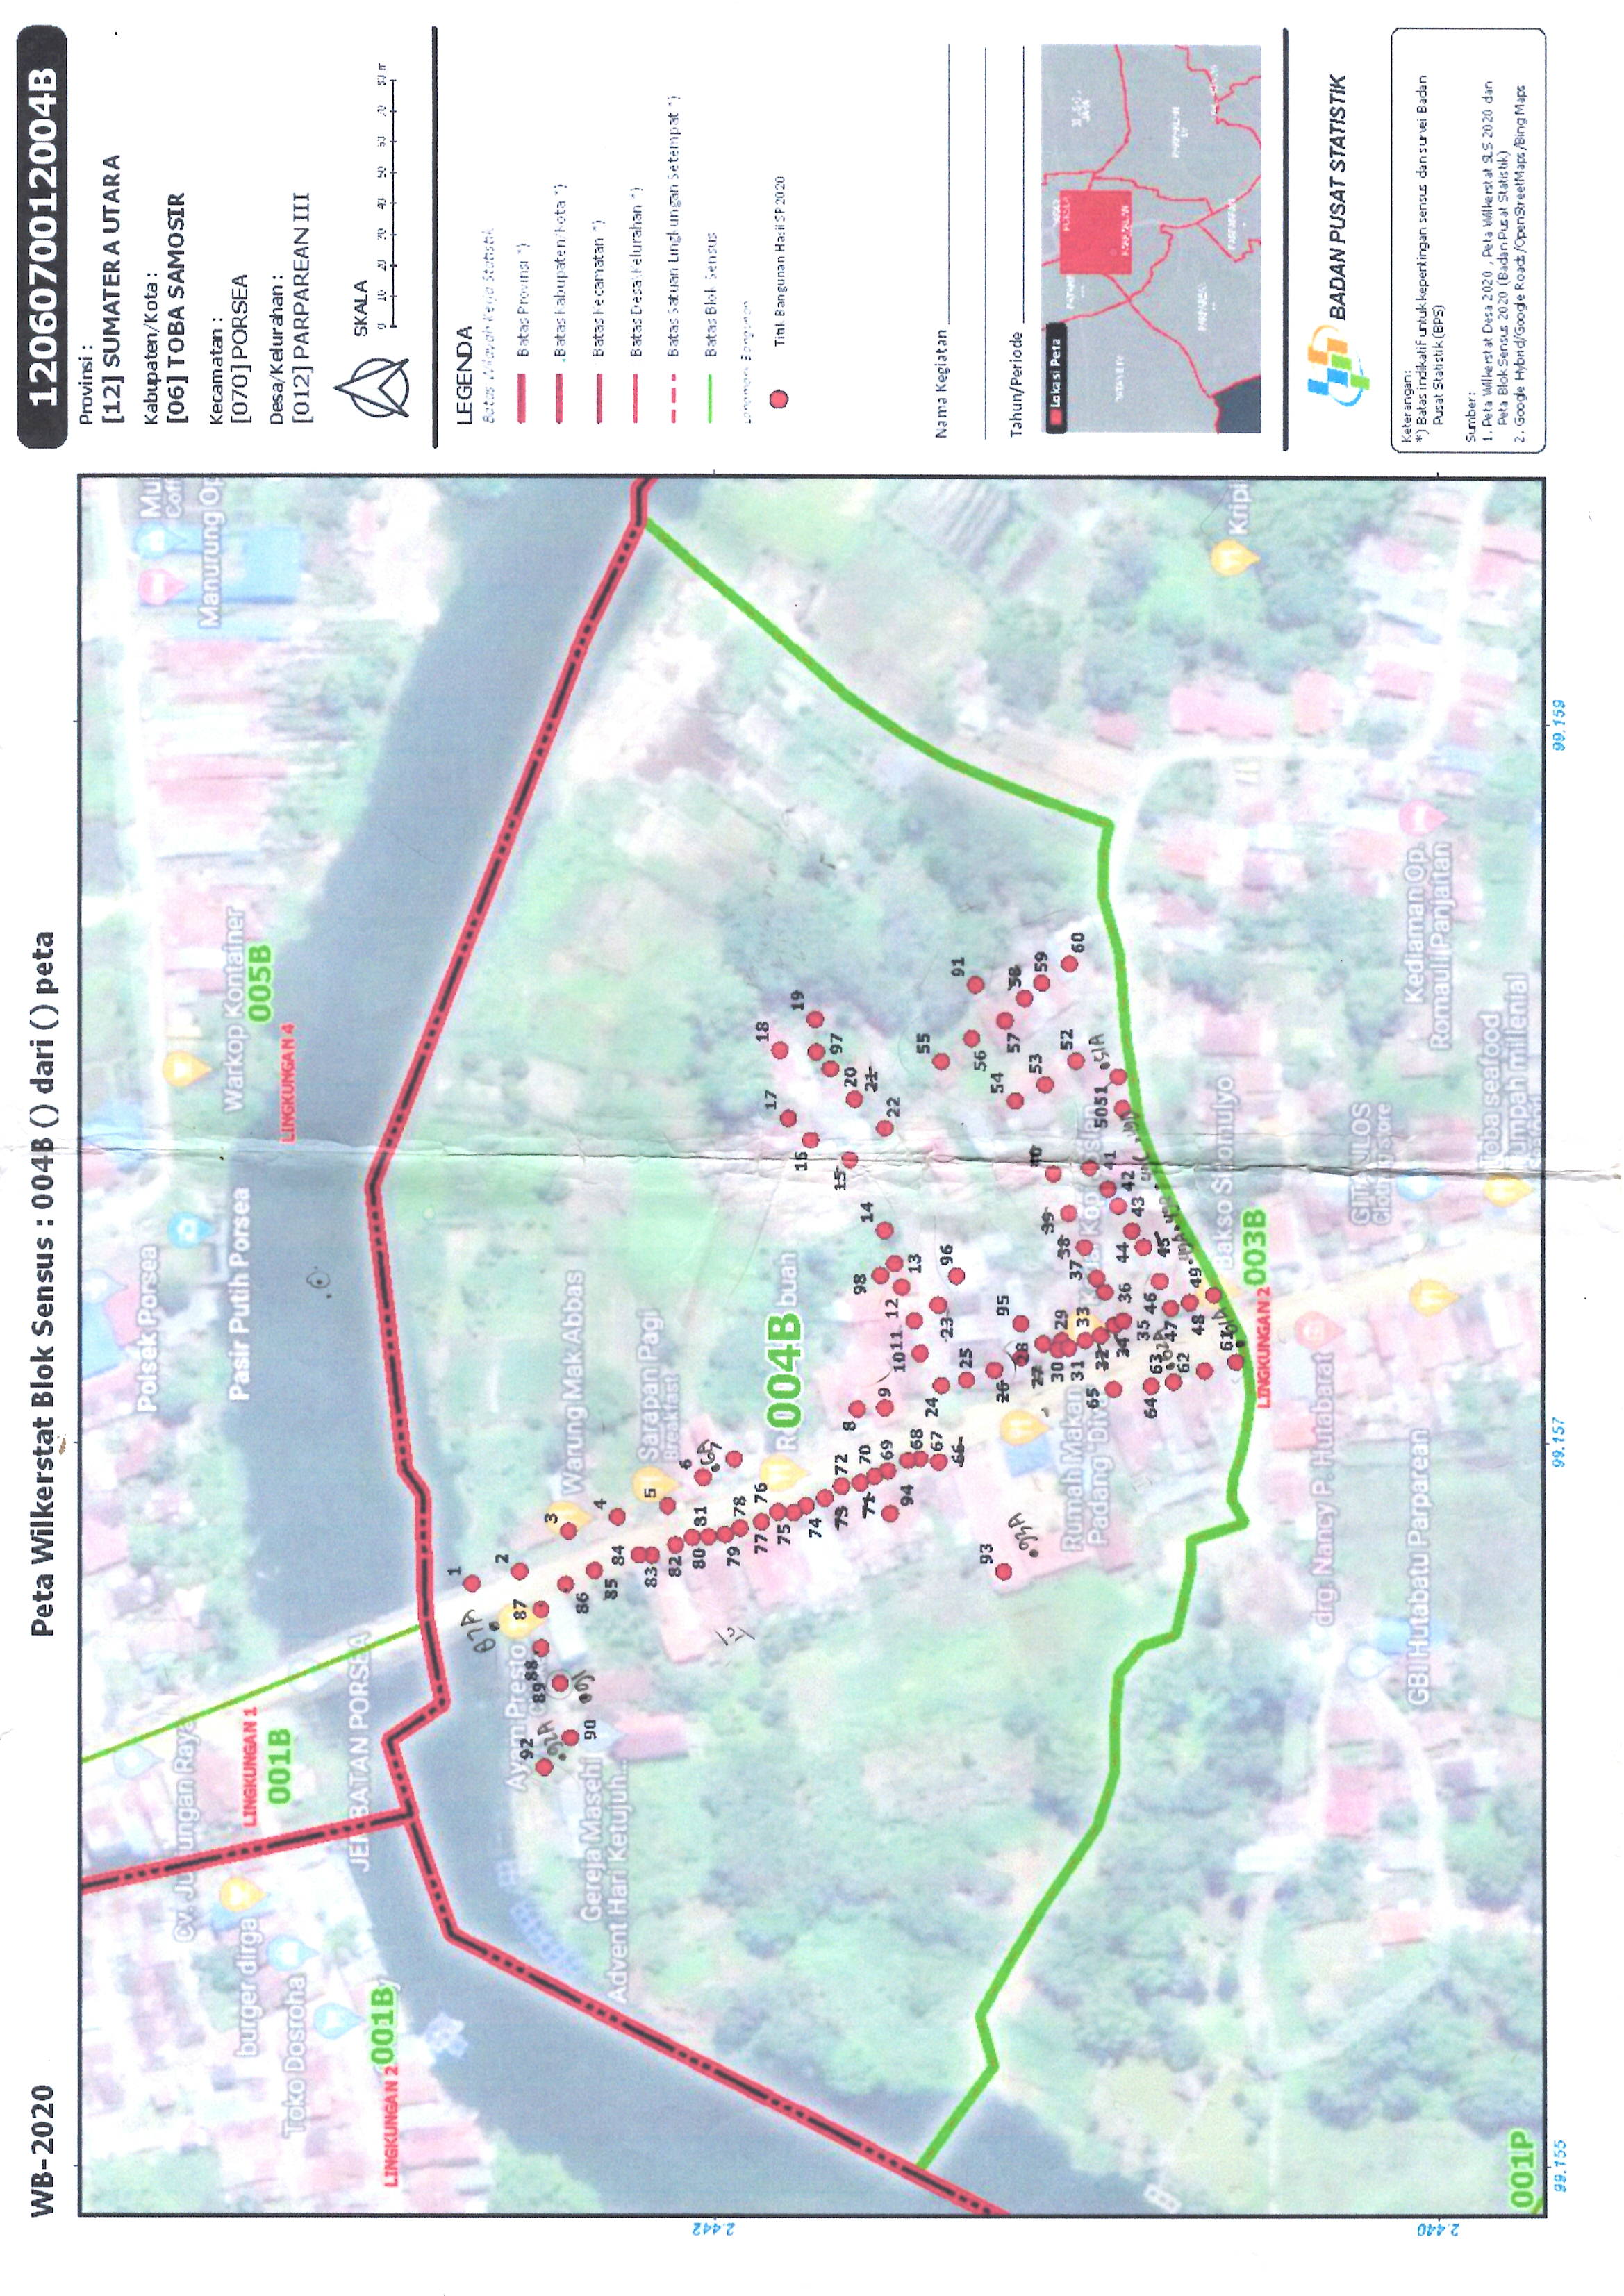 WB-2020
Peta Wilkerstat Blok Sensus : 004B () dari () peta
1206070012004B
Provinsi :
[12] SUMATERA UTARA
Kabupaten/Kota :
[06] TOBA SAMOSIR
Kecamatan :
[070] PORSEA
Desa/Kelurahan :
[012] PARPAREAN III
SKALA
0 10 20 30 40 50 60 70 80 m
LEGENDA
Batas Wilayah Kerja Statistik
Batas Provinsi *)
Batas Kabupaten/Kota *)
Batas Kecamatan *)
Batas Desa\Kelurahan *)
Batas Satuan Lingkungan Setempat *)
Batas Blok Sensus
Landmark Bangunan
Titik Bangunan Hasil SP2020
Nama Kegiatan
Tahun/Periode
Lokasi Peta
BADAN PUSAT STATISTIK
Keterangan:
*) Batas indikatif untuk kepentingan sensus dan survei Badan
Pusat Statistik (BPS)
Sumber:
1. Peta Wilkerstat Desa 2020 , Peta Wilkerstat SLS 2020 dan
Peta Blok Sensus 2020 (Badan Pusat Statistik)
2. Google Hybrid/Google Roads/OpenStreetMaps/Bing Maps
Polsek Porsea
Cv. Ju ungan Raya
Manurung Op
burger dirga
LINGKUNGAN 1
001B
Pasir Putih Porsea
Warkop Kontainer
005B
LINGKUNGAN 4
Toko Dosroha
JEMBATAN PORSEA
LINGKUNGAN 2
001B
1
87A
2
Ayam Presto
87
92
92A
89
88
3
Warung Mak Abbas
86
90
91
Gereja Masehi
Advent Hari Ketujuh...
85
4
84
83
5
Sarapan Pagi
Breakfast
82
6
6A
7
80
81
79
78
77
76
75
004B
buah
17
18
16
19
74
73
72
15
97
8
20
21
71
70
98
14
9
69
22
94
10
11
12
13
68
67
24
23
96
55
66
25
91
56
93
26
95
54
57
58
93A
28
27
40
53
59
30
29
39
Rumah Makan
Padang "Diva
31
33
37
38
52
60
65
32
36
41
50
51
51A
34
44
42
43
35
64
63
62A
46
45
47
62
48
49
49A
49B
49C
49D
61
61A
Bakso Sidomulyo
LINGKUNGAN 2
003B
Kripi
drg. Nancy P. Hutabarat
GITA ULOS
Clothing store
GBI Hutabatu Parparean
Kediaman Op.
Romauli Panjaitan
Toba seafood
Tumpah millenial
Seafood
001P
2.442
2.440
99.155
99.157
99.159